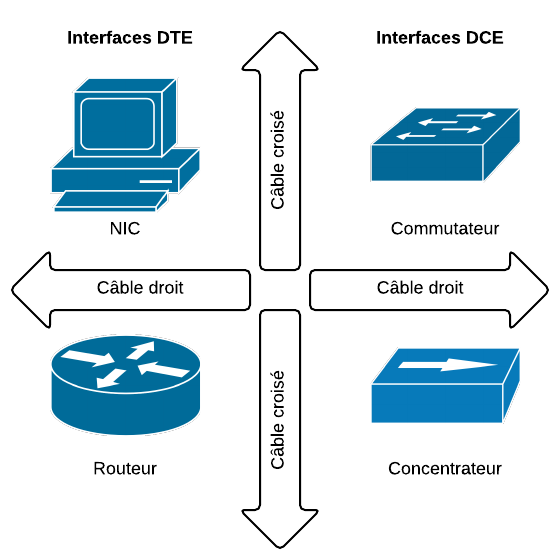 Interfaces DTE
Interfaces DCE
Câble croisé
NIC
Commutateur
Câble droit
Câble droit
Câble croisé
Routeur
Concentrateur